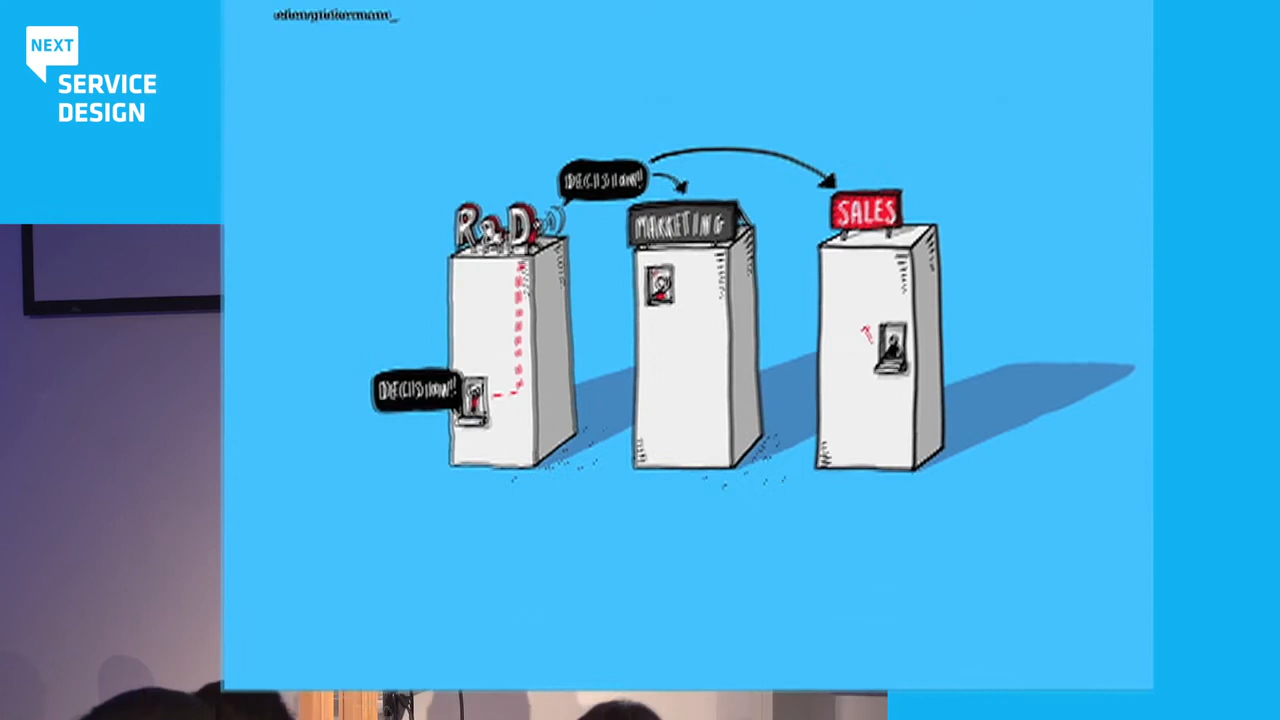 NEXT
SERVICE
DESIGN
DECISION!!
R&D
MARKETING
SALES
DECISION!!